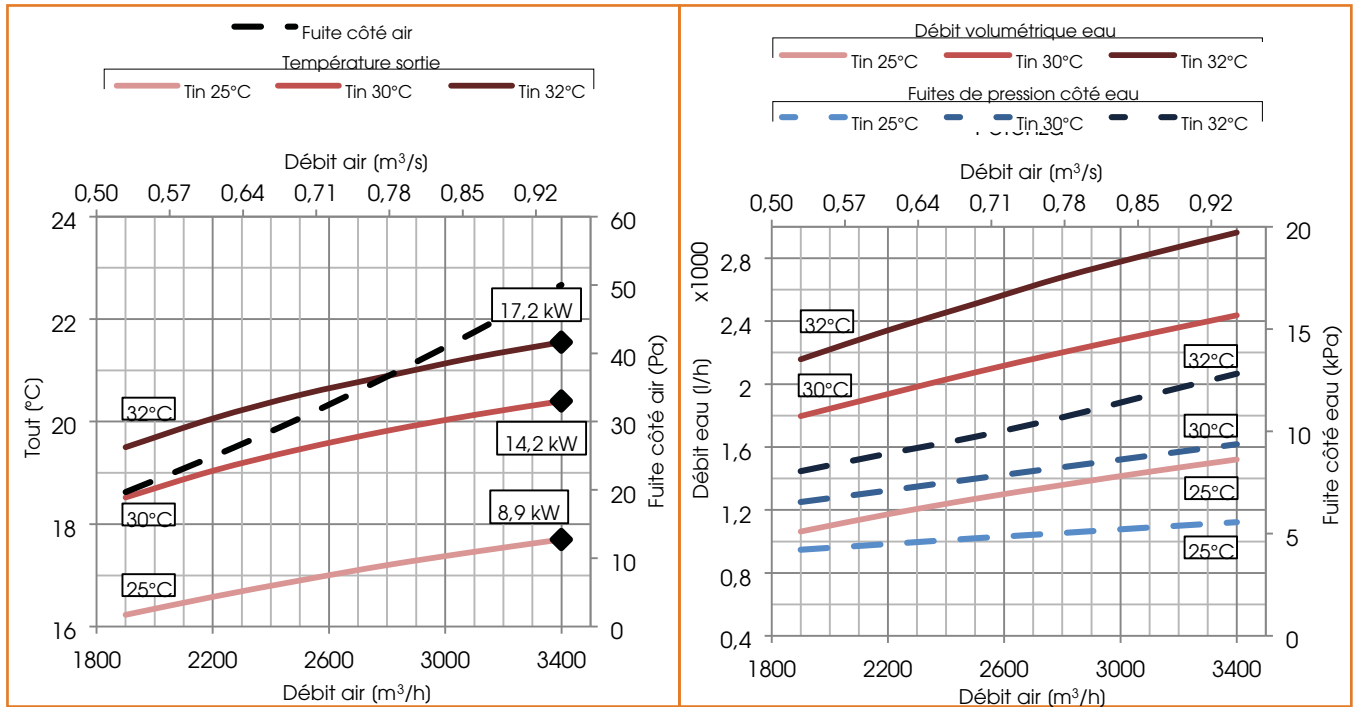 Fuite côté air
Température sortie
Tin 25°C Tin 30°C Tin 32°C
Débit air (m³/s)
0,50 0,57 0,64 0,71 0,78 0,85 0,92
24
22
20
18
16
Tout (°C)
60
50
40
30
20
10
0
Fuite côté air (Pa)
17,2 kW
32°C
14,2 kW
30°C
8,9 kW
25°C
1800 2200 2600 3000 3400
Débit air (m³/h)
Débit volumétrique eau
Tin 25°C Tin 30°C Tin 32°C
Fuites de pression côté eau
Tin 25°C Tin 30°C Tin 32°C
Débit air (m³/s)
0,50 0,57 0,64 0,71 0,78 0,85 0,92
x1000
2,8
2,4
2
1,6
1,2
0,8
0,4
Débit eau (l/h)
20
15
10
5
0
Fuite côté eau (kPa)
32°C
32°C
30°C
30°C
25°C
25°C
1800 2200 2600 3000 3400
Débit air (m³/h)